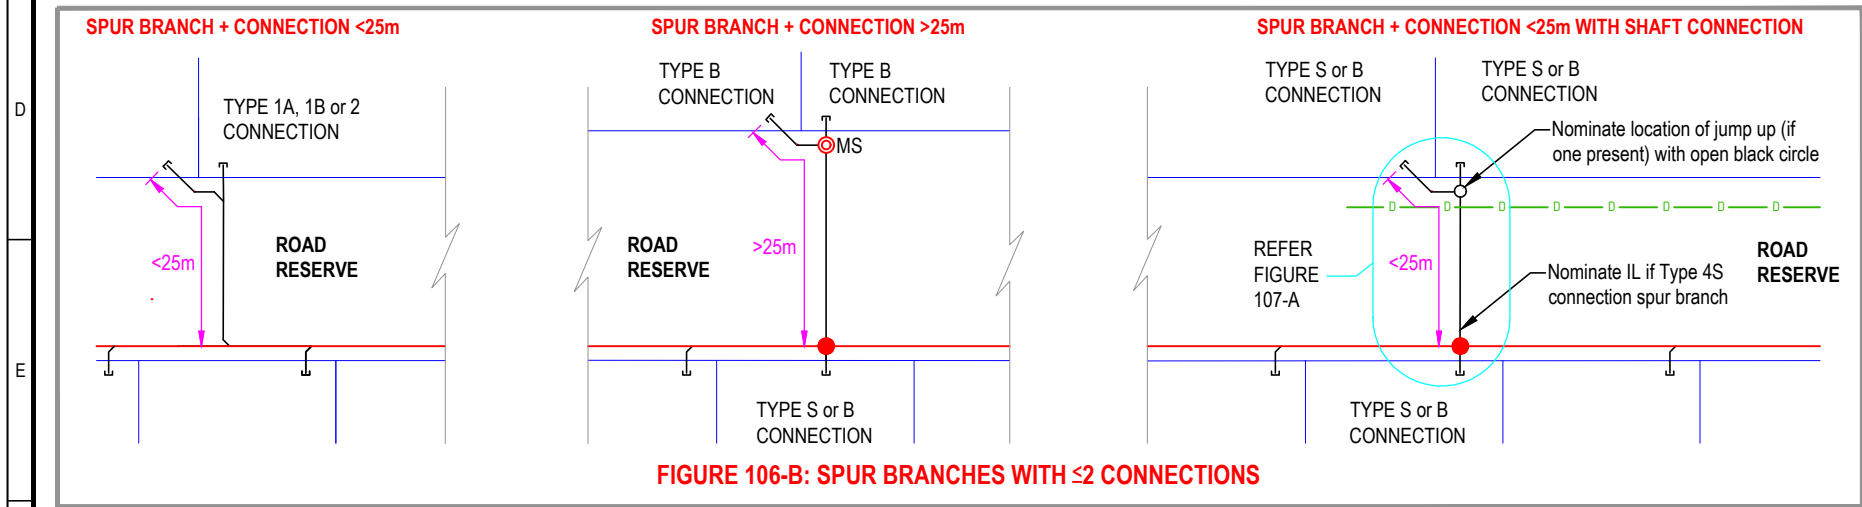 D
E
SPUR BRANCH + CONNECTION <25m
TYPE 1A, 1B or 2
CONNECTION
<25m
ROAD
RESERVE
SPUR BRANCH + CONNECTION >25m
TYPE B
CONNECTION
TYPE B
CONNECTION
MS
ROAD
RESERVE
>25m
TYPE S or B
CONNECTION
SPUR BRANCH + CONNECTION <25m WITH SHAFT CONNECTION
TYPE S or B
CONNECTION
TYPE S or B
CONNECTION
Nominate location of jump up (if
one present) with open black circle
D D D D D D D D
REFER
FIGURE
107-A
<25m
ROAD
RESERVE
Nominate IL if Type 4S
connection spur branch
TYPE S or B
CONNECTION
FIGURE 106-B: SPUR BRANCHES WITH ≤2 CONNECTIONS